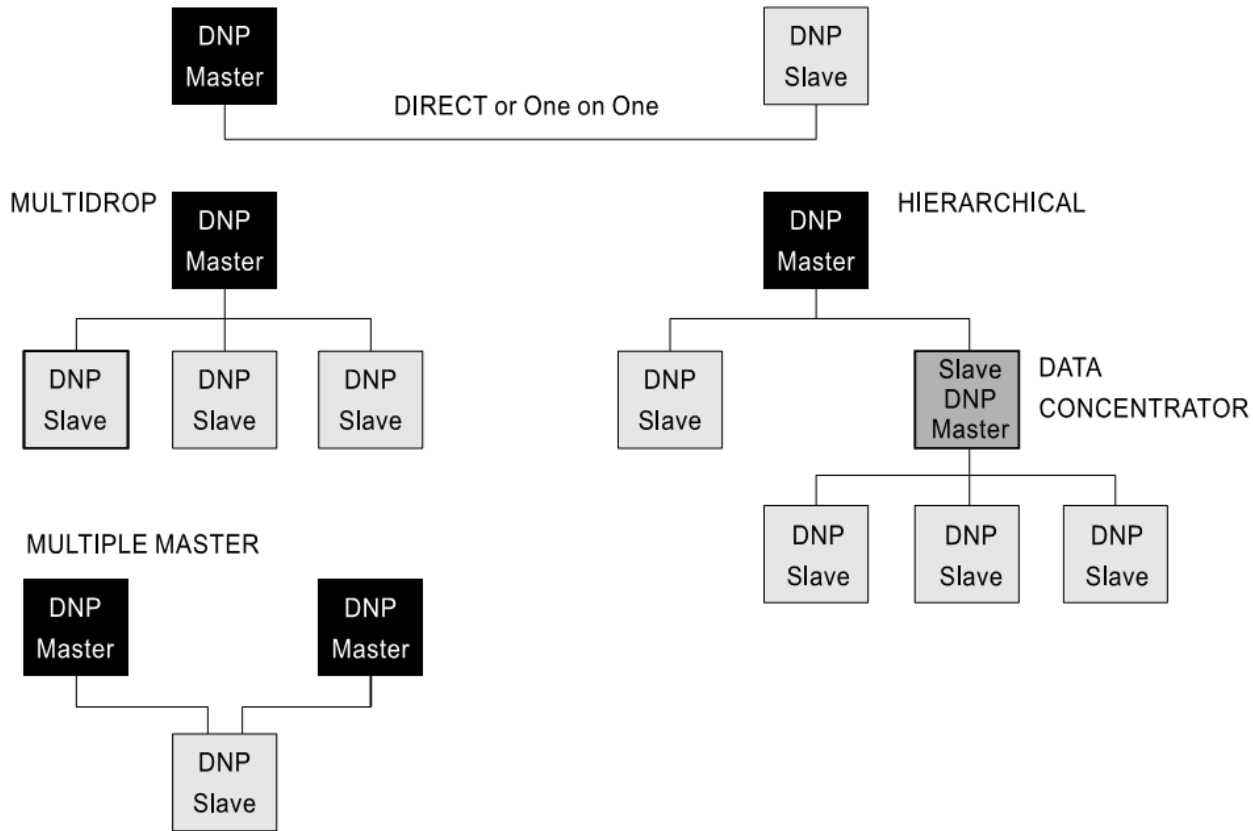 DNP
Master
DNP
Slave
DIRECT or One on One
MULTIDROP
DNP
Master
DNP
Slave
DNP
Slave
DNP
Slave
HIERARCHICAL
DNP
Master
DNP
Slave
Slave
DNP
Master
DATA
CONCENTRATOR
DNP
Slave
DNP
Slave
DNP
Slave
MULTIPLE MASTER
DNP
Master
DNP
Master
DNP
Slave